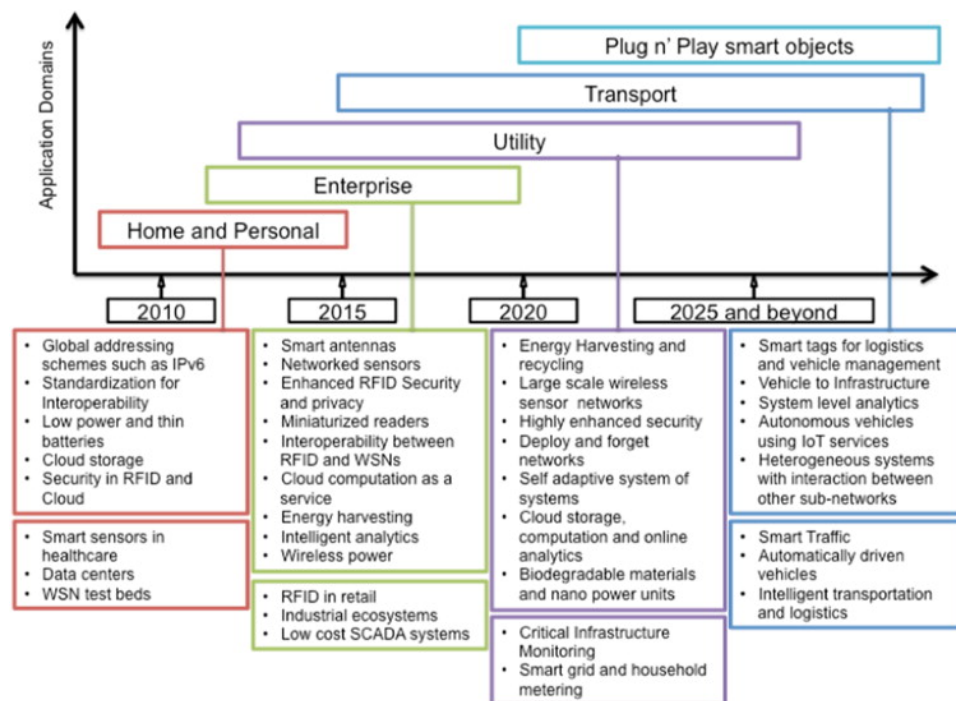 Application Domains
Plug n' Play smart objects
Transport
Utility
Enterprise
Home and Personal
2010
2015
2020
2025 and beyond
• Global addressing
schemes such as IPv6
• Standardization for
Interoperability
• Low power and thin
batteries
• Cloud storage
• Security in RFID and
Cloud
• Smart sensors in
healthcare
• Data centers
• WSN test beds
• Smart antennas
• Networked sensors
• Enhanced RFID Security
and privacy
• Miniaturized readers
• Interoperability between
RFID and WSNs
• Cloud computation as a
service
• Energy harvesting
• Intelligent analytics
• Wireless power
• RFID in retail
• Industrial ecosystems
• Low cost SCADA systems
• Energy Harvesting and
recycling
• Large scale wireless
sensor networks
• Highly enhanced security
• Deploy and forget
networks
• Self adaptive system of
systems
• Cloud storage,
computation and online
analytics
• Biodegradable materials
and nano power units
• Critical Infrastructure
Monitoring
• Smart grid and household
metering
• Smart tags for logistics
and vehicle management
• Vehicle to Infrastructure
• System level analytics
• Autonomous vehicles
using IoT services
• Heterogeneous systems
with interaction between
other sub-networks
• Smart Traffic
• Automatically driven
vehicles
• Intelligent transportation
and logistics